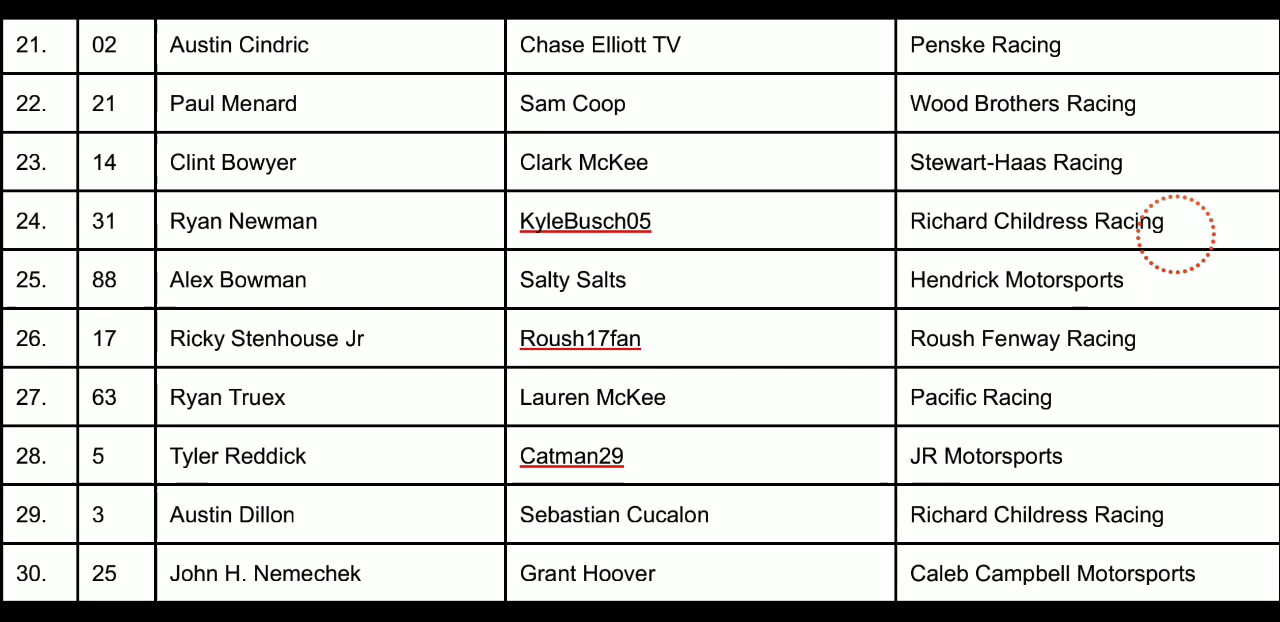 21. 02 Austin Cindric Chase Elliott TV Penske Racing
22. 21 Paul Menard Sam Coop Wood Brothers Racing
23. 14 Clint Bowyer Clark McKee Stewart-Haas Racing
24. 31 Ryan Newman KyleBusch05 Richard Childress Racing
25. 88 Alex Bowman Salty Salts Hendrick Motorsports
26. 17 Ricky Stenhouse Jr Roush17fan Roush Fenway Racing
27. 63 Ryan Truex Lauren McKee Pacific Racing
28. 5 Tyler Reddick Catman29 JR Motorsports
29. 3 Austin Dillon Sebastian Cucalon Richard Childress Racing
30. 25 John H. Nemechek Grant Hoover Caleb Campbell Motorsports